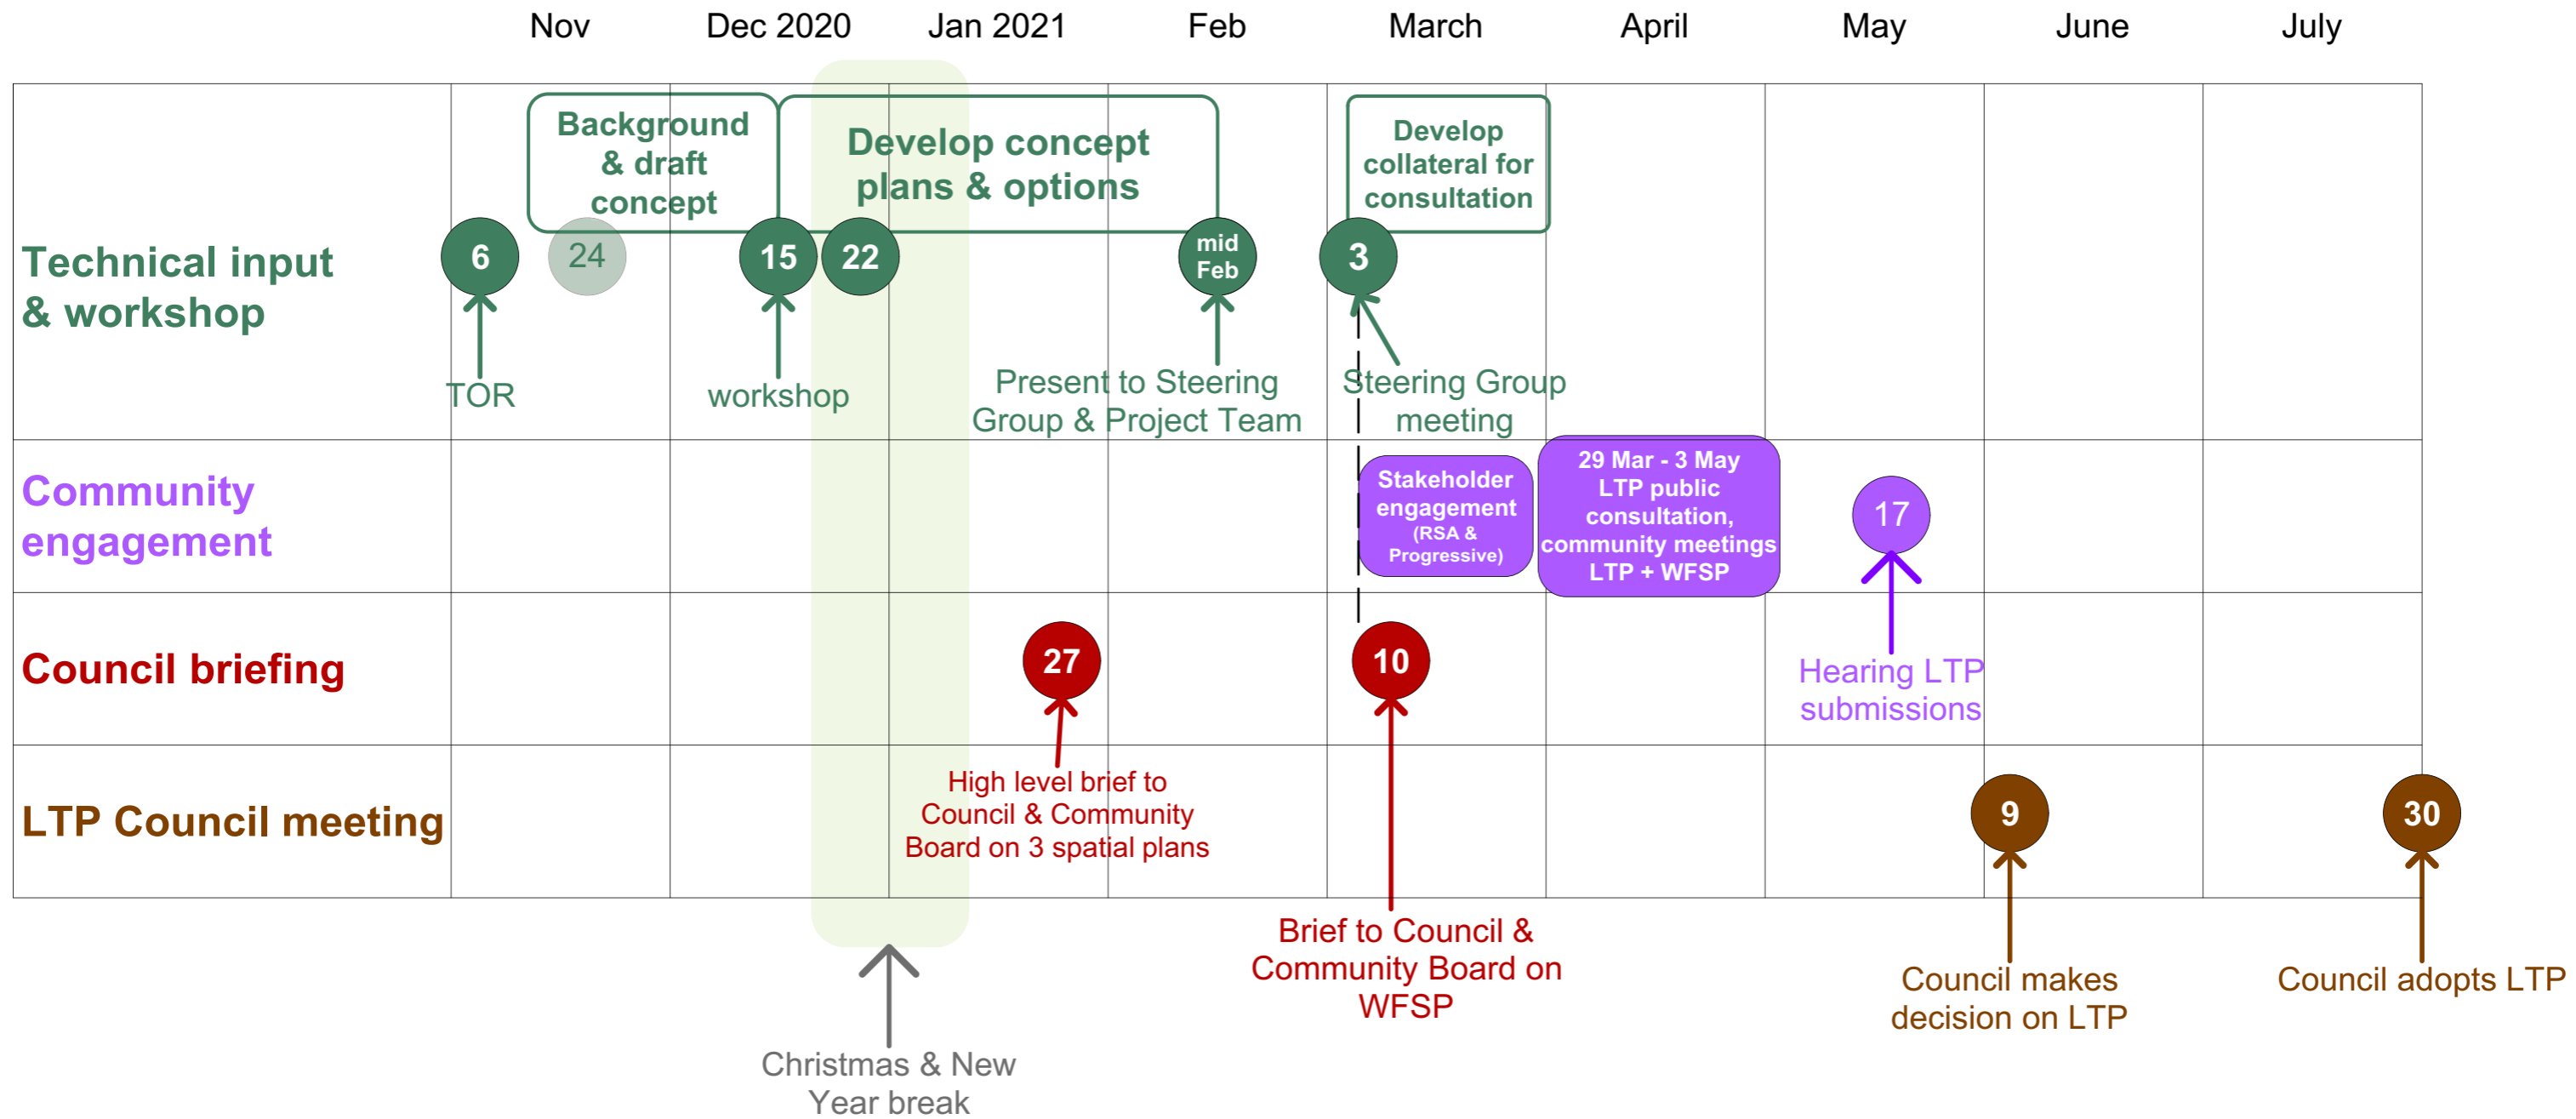 Nov
Dec 2020
Jan 2021
Feb
March
April
May
June
July
Technical input
& workshop
Background
& draft
concept
Develop concept
plans & options
Develop
collateral for
consultation
6
24
15
22
mid
Feb
3
TOR
workshop
Present to Steering
Group & Project Team
Steering Group
meeting
Community
engagement
Stakeholder
engagement
(RSA &
Progressive)
29 Mar - 3 May
LTP public
consultation,
community meetings
LTP + WFSP
17
Hearing LTP
submissions
Council briefing
27
10
High level brief to
Council & Community
Board on 3 spatial plans
Brief to Council &
Community Board on
WFSP
LTP Council meeting
9
30
Council makes
decision on LTP
Council adopts LTP
Christmas & New
Year break